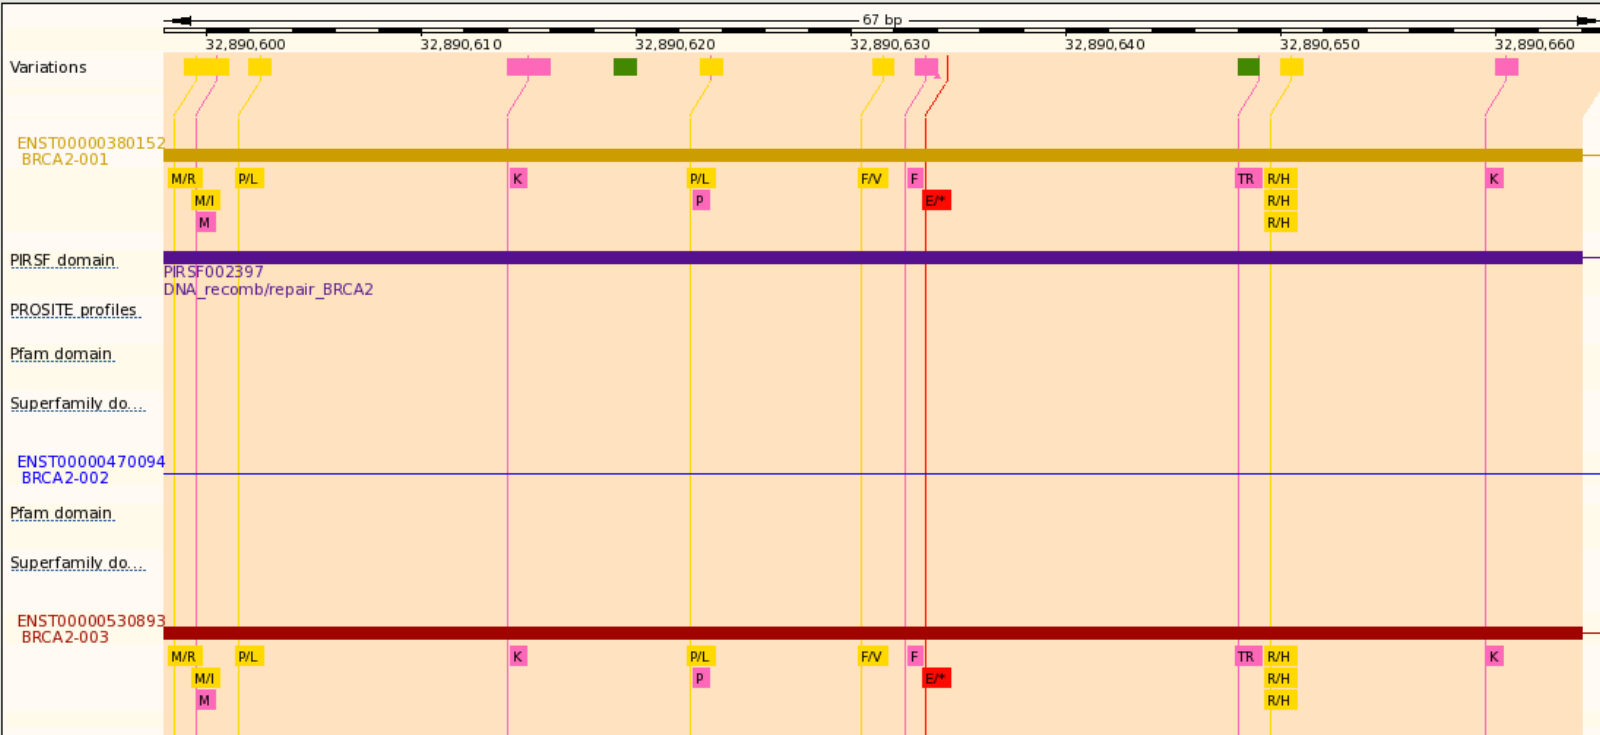 67 bp
32,890,600 32,890,610 32,890,620 32,890,630 32,890,640 32,890,650 32,890,660
Variations
ENST00000380152
BRCA2-001
M/R P/L K P/L F/V F TR R/H K
M/I P E/* R/H
M R/H
PIRSF domain
PIRSF002397
DNA_recomb/repair_BRCA2
PROSITE profiles
Pfam domain
Superfamily do...
ENST00000470094
BRCA2-002
Pfam domain
Superfamily do...
ENST00000530893
BRCA2-003
M/R P/L K P/L F/V F TR R/H K
M/I P E/* R/H
M R/H